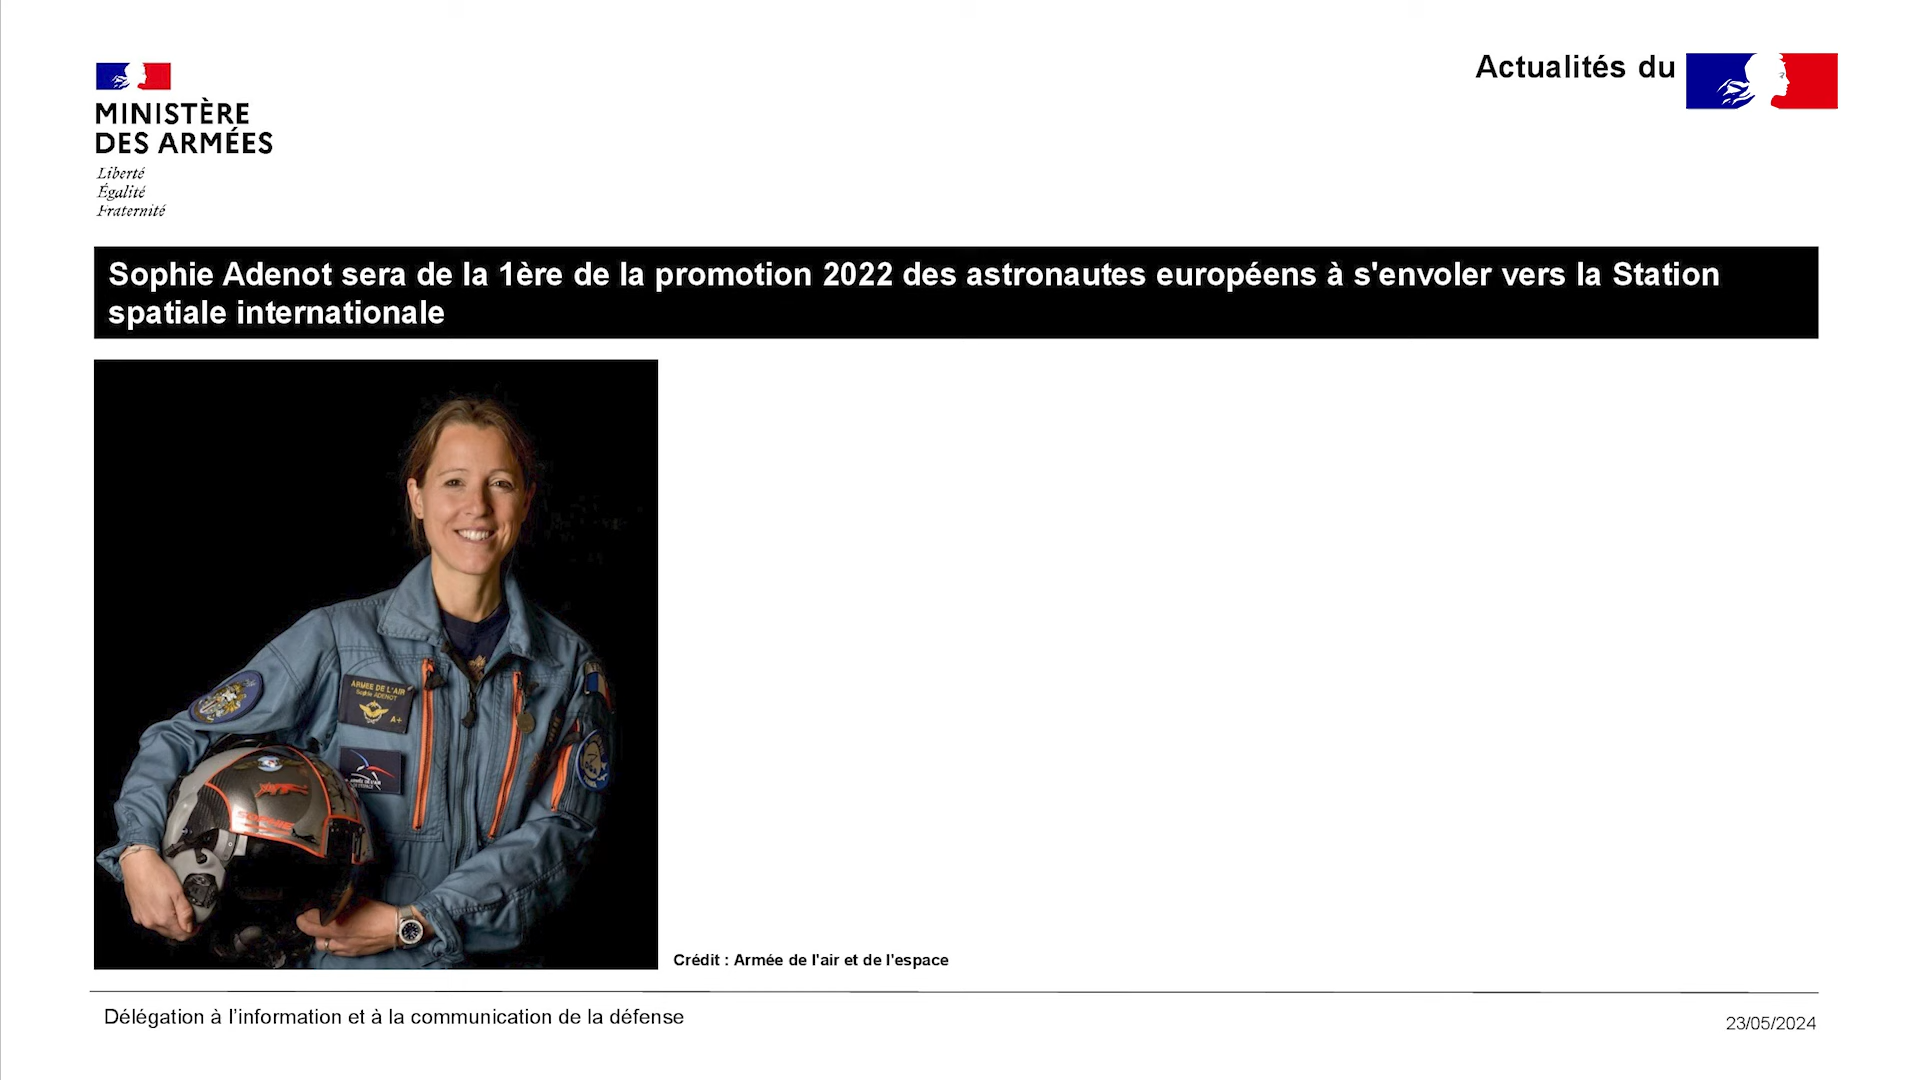 MINISTÈRE
DES ARMÉES
Liberté
Égalité
Fraternité
Actualités du
Sophie Adenot sera de la 1ère de la promotion 2022 des astronautes européens à s'envoler vers la Station
spatiale internationale
ARMÉE DE L'AIR
Sophie ADENOT
A+
Crédit : Armée de l'air et de l'espace
Délégation à l’information et à la communication de la défense
23/05/2024